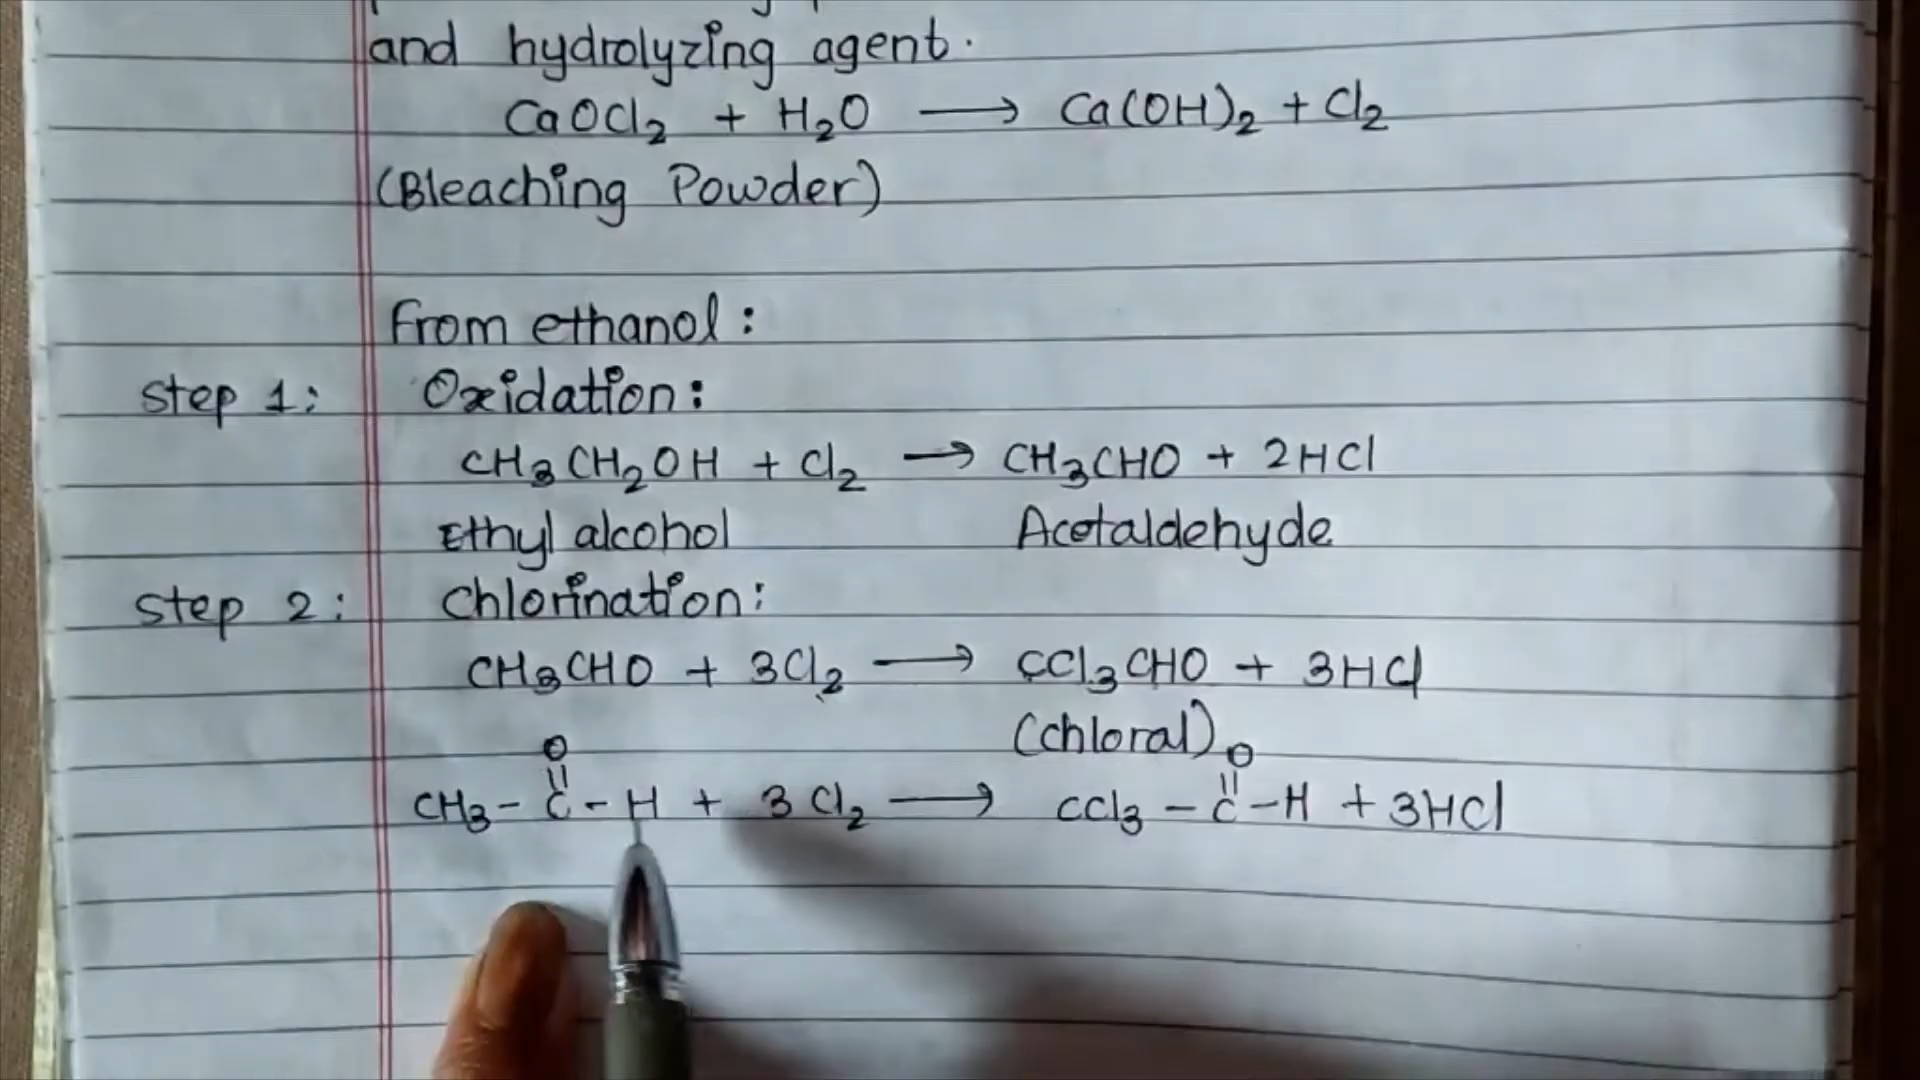 and hydrolyzing agent.
CaOCl₂ + H₂O ⟶ Ca(OH)₂ + Cl₂
(Bleaching Powder)
From ethanol:
Step 1: Oxidation:
CH₃CH₂OH + Cl₂ ⟶ CH₃CHO + 2HCl
Ethyl alcohol Acetaldehyde
Step 2: Chlorination:
CH₃CHO + 3Cl₂ ⟶ CCl₃CHO + 3HCl
(chloral)
O O
|| ||
CH₃ - C - H + 3Cl₂ ⟶ CCl₃ - C - H + 3HCl